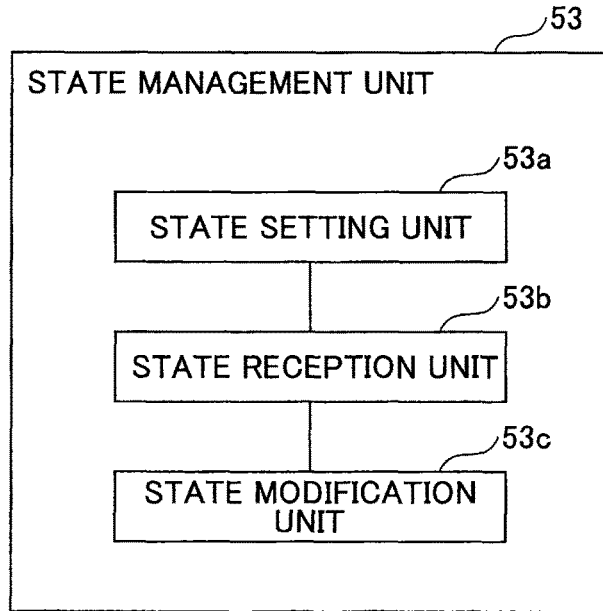 53
STATE MANAGEMENT UNIT
53a
STATE SETTING UNIT
53b
STATE RECEPTION UNIT
53c
STATE MODIFICATION
UNIT